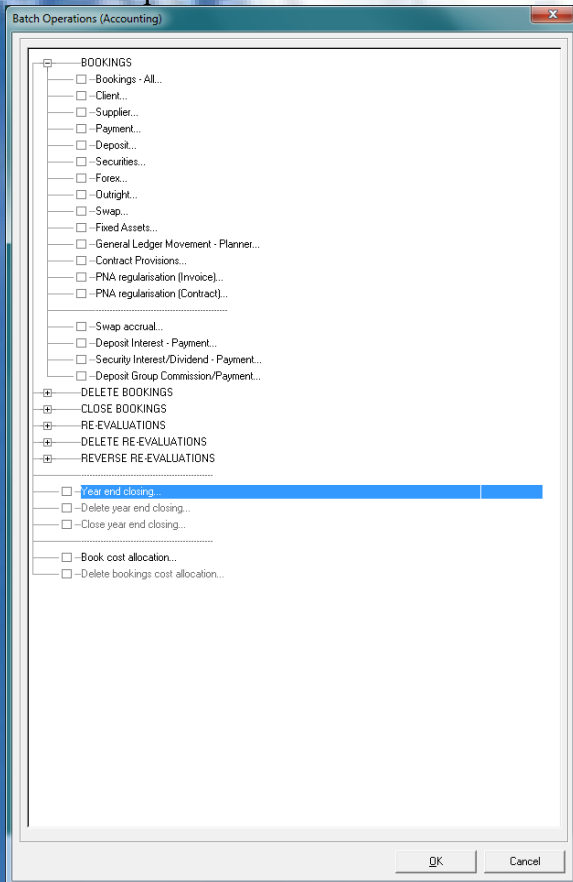 Batch Operations (Accounting)
BOOKINGS
Bookings - All...
Client...
Supplier...
Payment...
Deposit...
Securities...
Forex...
Outright...
Swap...
Fixed Assets...
General Ledger Movement - Planner...
Contract Provisions...
PNA regularisation (Invoice)...
PNA regularisation (Contract)...
Swap accrual...
Deposit Interest - Payment...
Security Interest/Dividend - Payment...
Deposit Group Commission/Payment...
DELETE BOOKINGS
CLOSE BOOKINGS
RE-EVALUATIONS
DELETE RE-EVALUATIONS
REVERSE RE-EVALUATIONS
Year end closing...
Delete year end closing...
Close year end closing...
Book cost allocation...
Delete bookings cost allocation...
OK Cancel